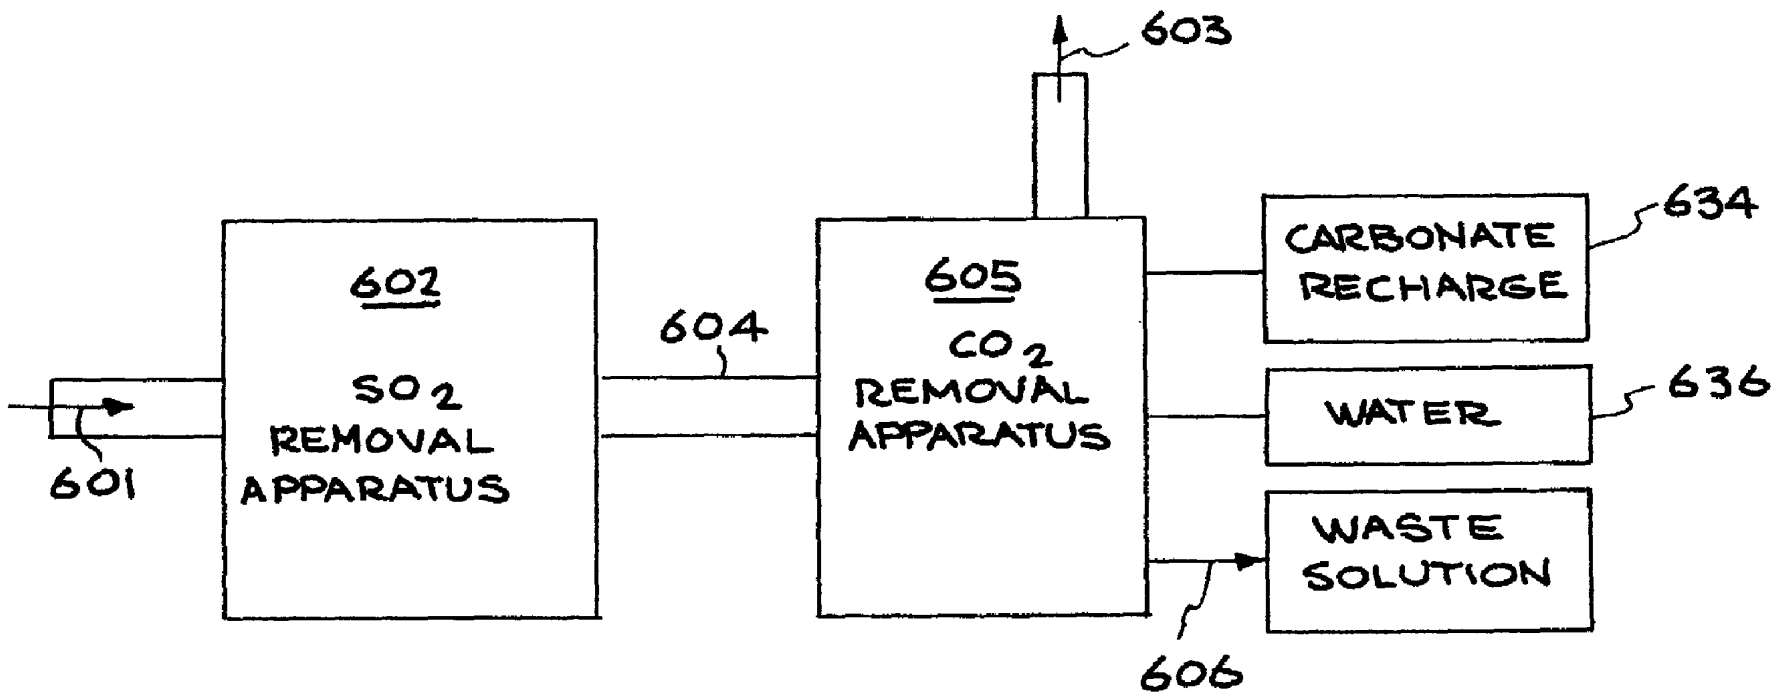 603
634
CARBONATE
RECHARGE
602
SO2
REMOVAL
APPARATUS
605
CO2
REMOVAL
APPARATUS
604
601
636
WATER
WASTE
SOLUTION
606